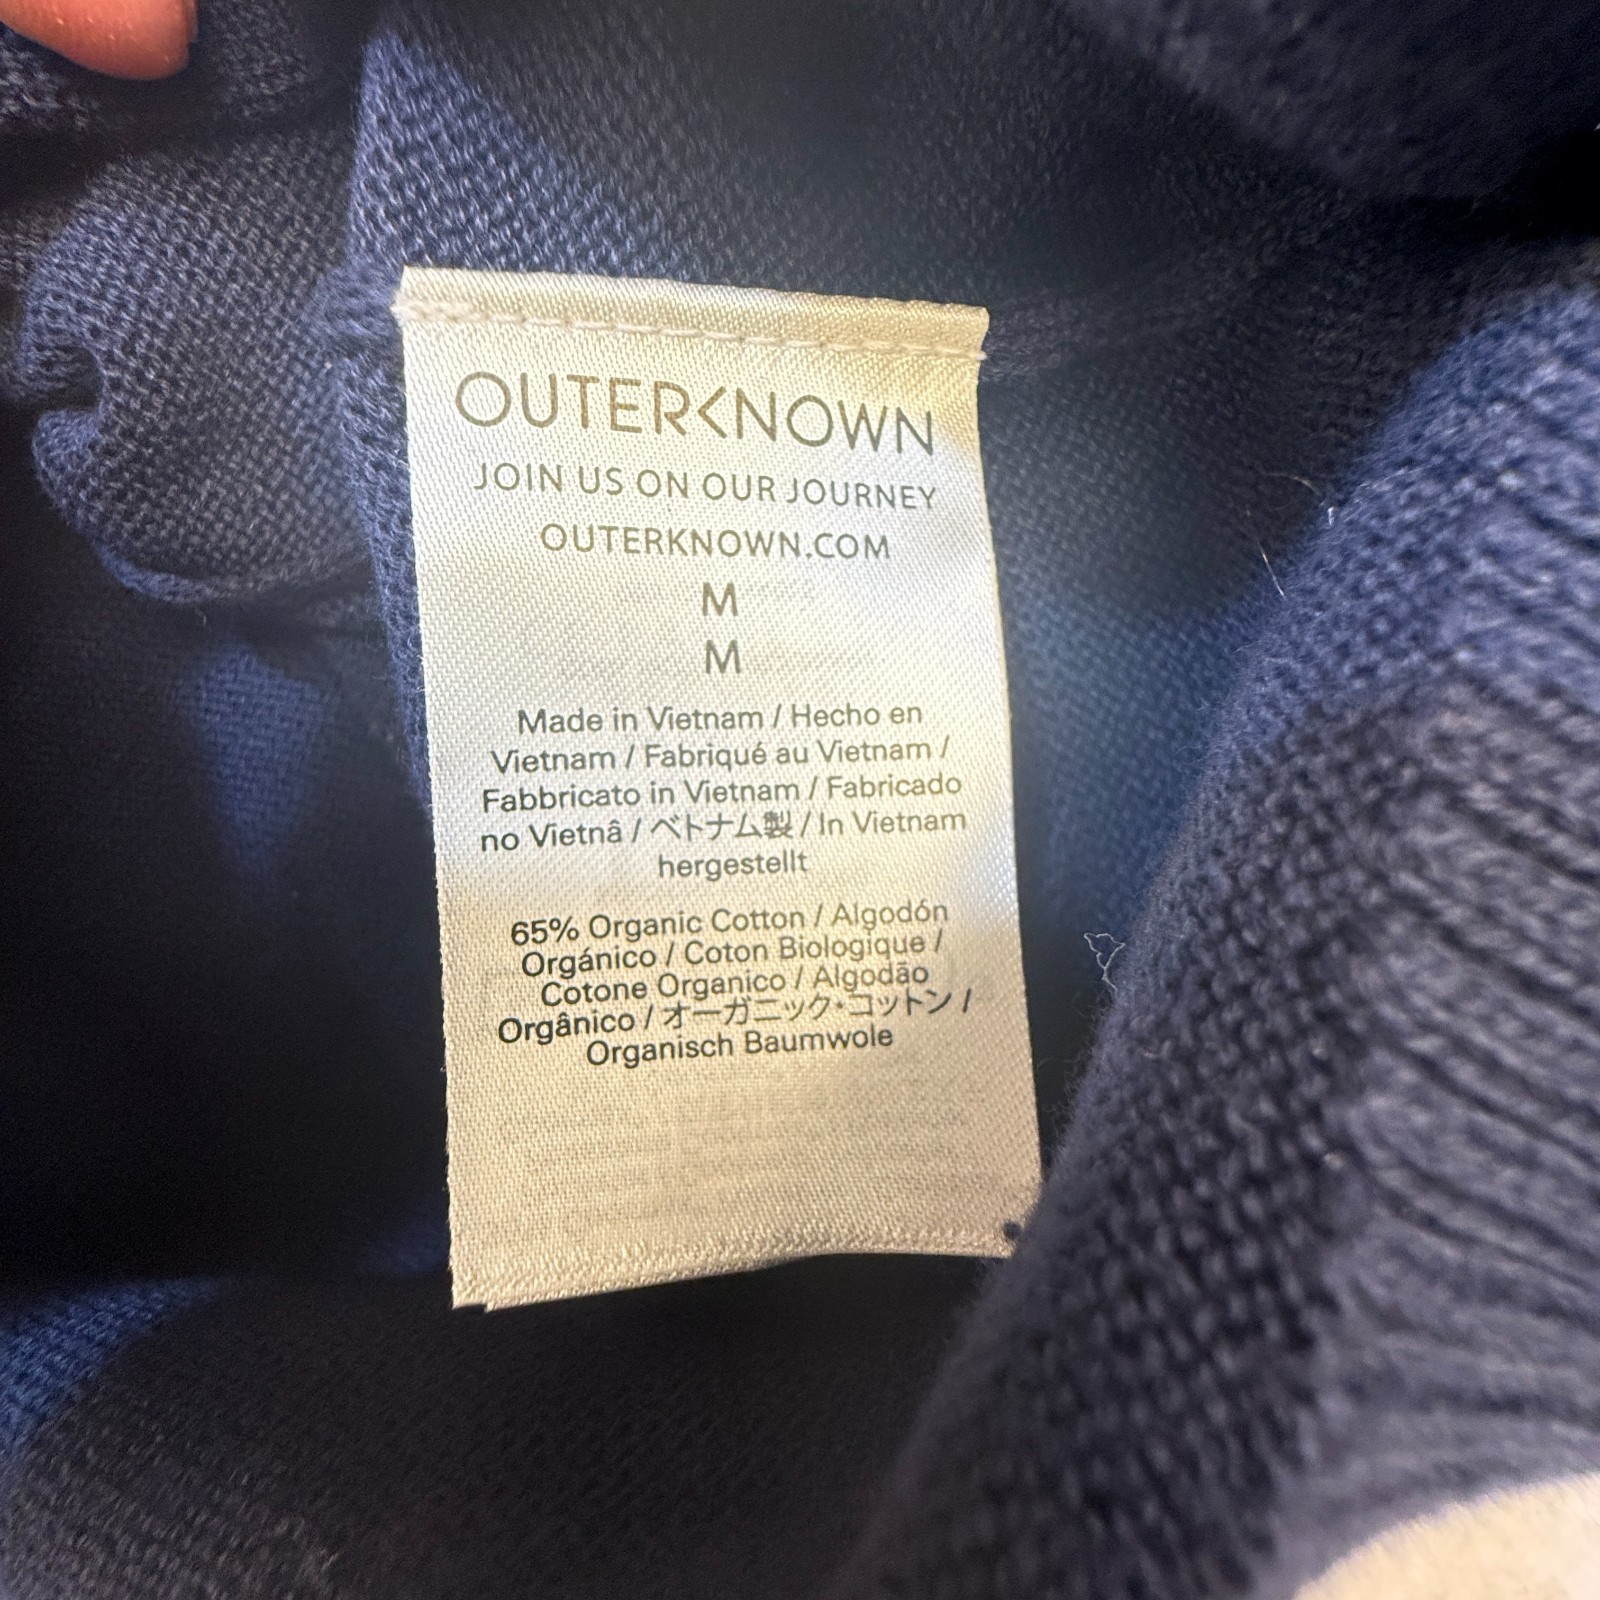 OUTERKNOWN
JOIN US ON OUR JOURNEY
OUTERKNOWN.COM
M
M
Made in Vietnam / Hecho en
Vietnam / Fabriqué au Vietnam /
Fabbricato in Vietnam / Fabricado
no Vietnã / ベトナム製 / In Vietnam
hergestellt
65% Organic Cotton / Algodón
Orgánico / Coton Biologique /
Cotone Organico / Algodão
Orgânico / オーガニック・コットン /
Organisch Baumwole